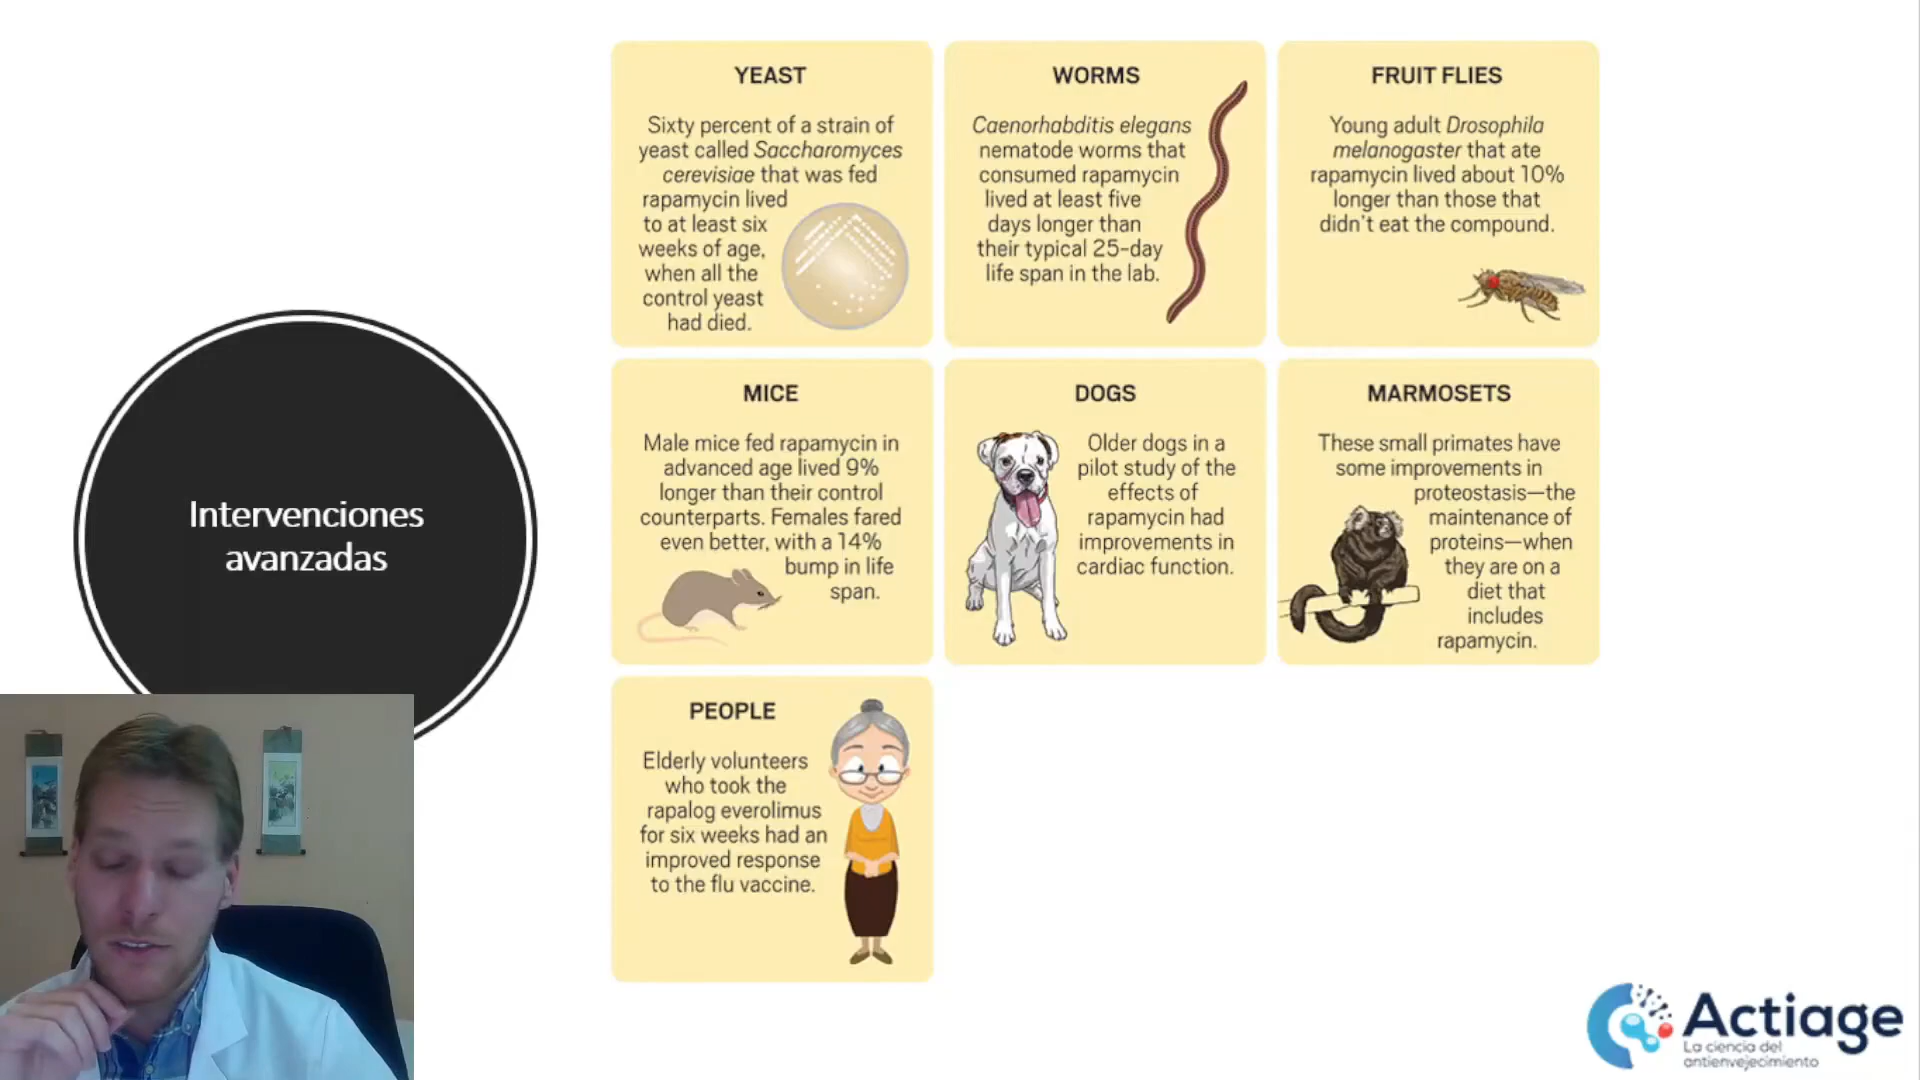 Intervenciones
avanzadas
YEAST
Sixty percent of a strain of
yeast called Saccharomyces
cerevisiae that was fed
rapamycin lived
to at least six
weeks of age,
when all the
control yeast
had died.
WORMS
Caenorhabditis elegans
nematode worms that
consumed rapamycin
lived at least five
days longer than
their typical 25-day
life span in the lab.
FRUIT FLIES
Young adult Drosophila
melanogaster that ate
rapamycin lived about 10%
longer than those that
didn't eat the compound.
MICE
Male mice fed rapamycin in
advanced age lived 9%
longer than their control
counterparts. Females fared
even better, with a 14%
bump in life
span.
DOGS
Older dogs in a
pilot study of the
effects of
rapamycin had
improvements in
cardiac function.
MARMOSETS
These small primates have
some improvements in
proteostasis—the
maintenance of
proteins—when
they are on a
diet that
includes
rapamycin.
PEOPLE
Elderly volunteers
who took the
rapalog everolimus
for six weeks had an
improved response
to the flu vaccine.
Actiage
La ciencia del
antienvejecimiento